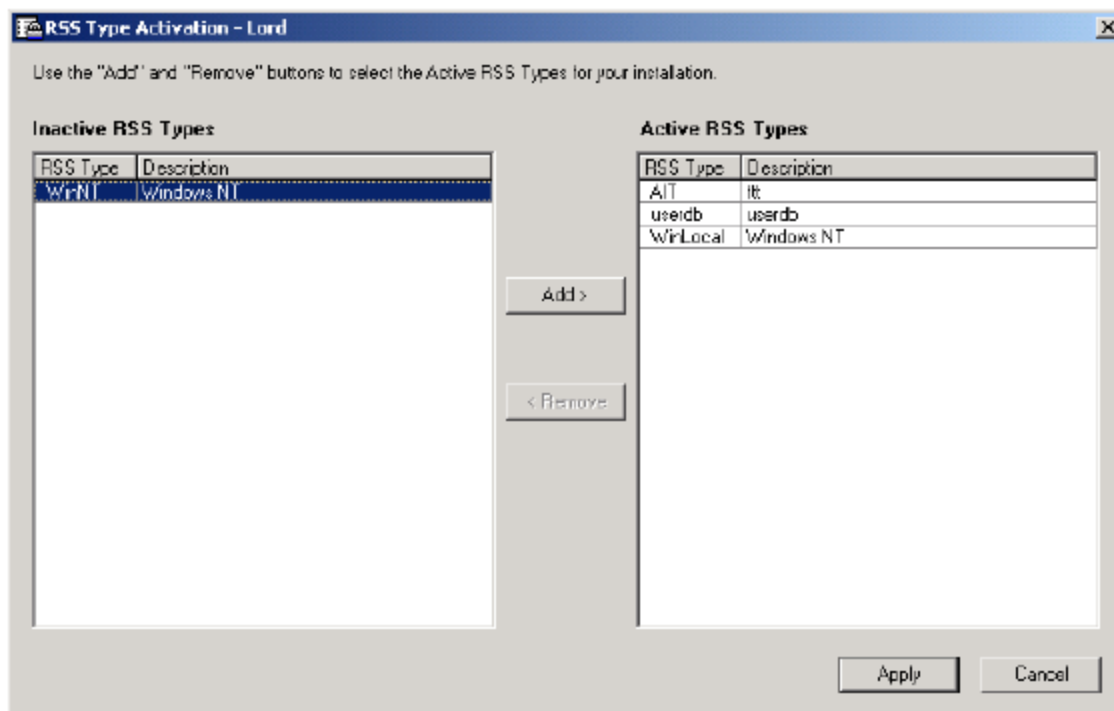 RSS Type Activation - Lord
Use the "Add" and "Remove" buttons to select the Active RSS Types for your installation.
Inactive RSS Types
RSS Type Description
WinNT Windows NT
Add >
< Remove
Active RSS Types
RSS Type Description
userdb userdb
WinLocal Windows NT
Apply
Cancel